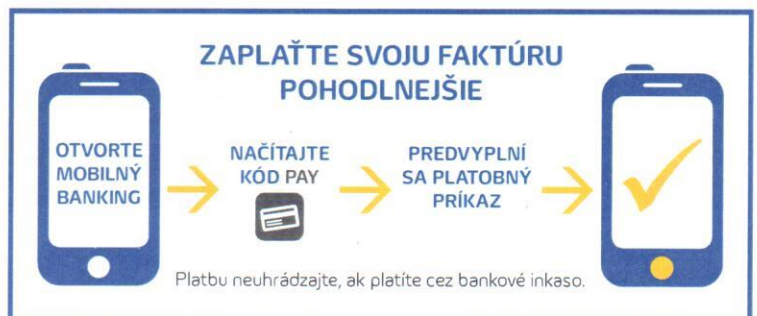 ZAPLAŤTE SVOJU FAKTÚRU
POHODLNEJŠIE
OTVORTE
MOBILNÝ
BANKING
NAČÍTAJTE
KÓD PAY
PREDVYPLNÍ
SA PLATOBNÝ
PRÍKAZ
Platbu neuhrádzajte, ak platíte cez bankové inkaso.